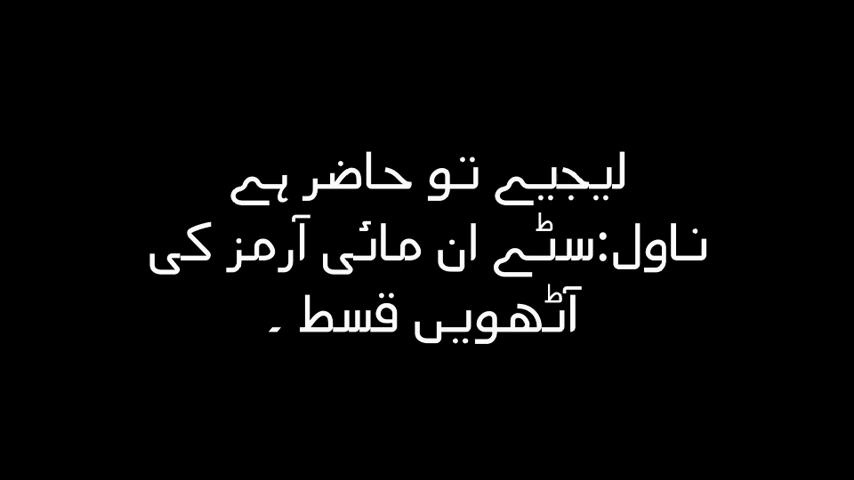 لیجیے تو حاضر ہے
ناول:سٹے ان مائی آرمز کی
آٹھویں قسط ۔